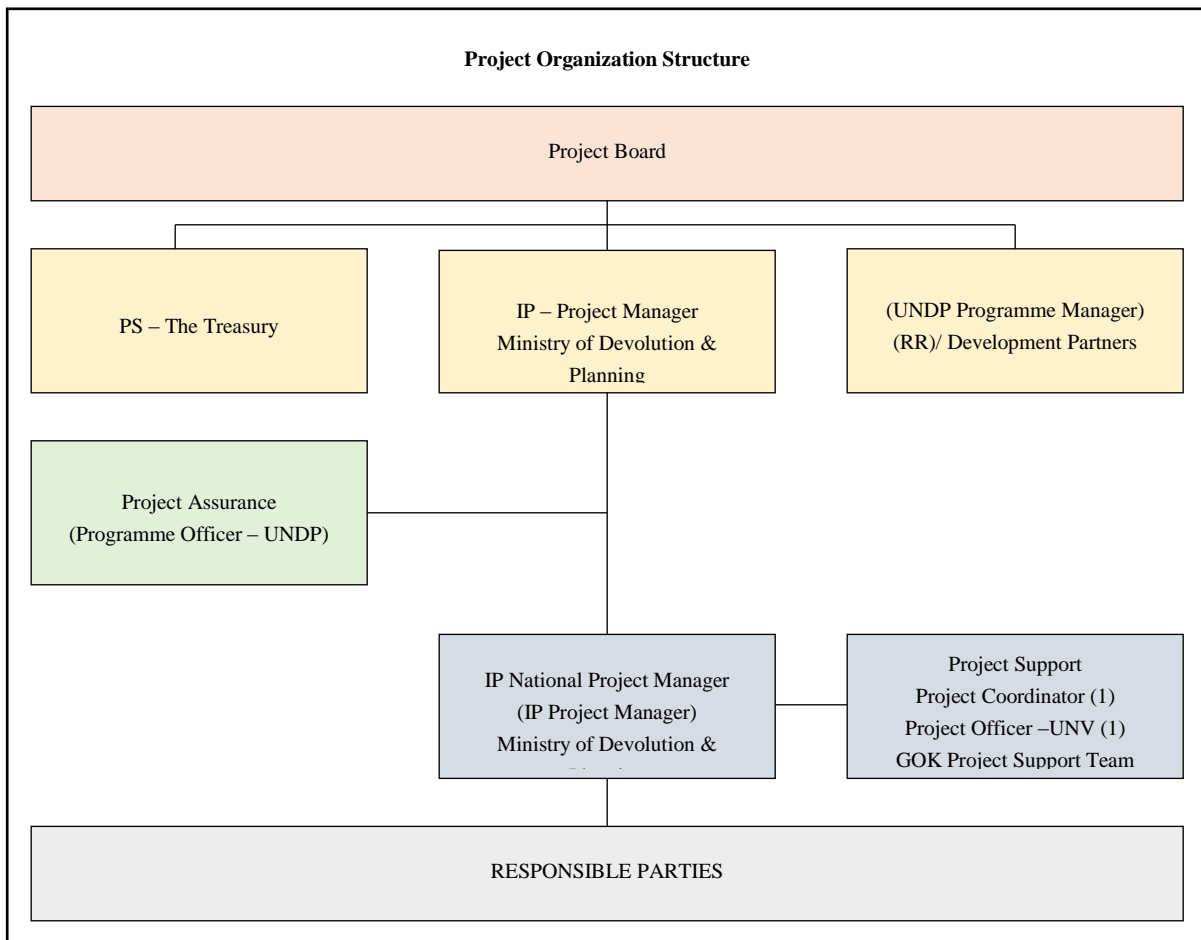 Project Organization Structure
Project Board
PS – The Treasury
IP – Project Manager
Ministry of Devolution &
Planning
(UNDP Programme Manager)
(RR)/ Development Partners
Project Assurance
(Programme Officer – UNDP)
IP National Project Manager
(IP Project Manager)
Ministry of Devolution &
Project Support
Project Coordinator (1)
Project Officer –UNV (1)
GOK Project Support Team
RESPONSIBLE PARTIES